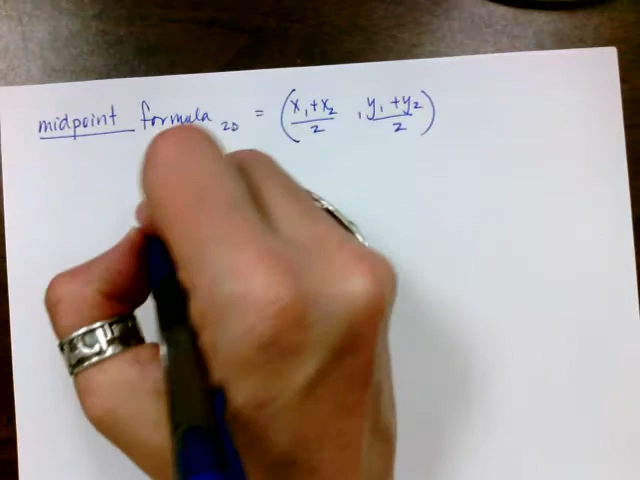 midpoint formula 2D = (x₁+x₂/2 , y₁+y₂/2)